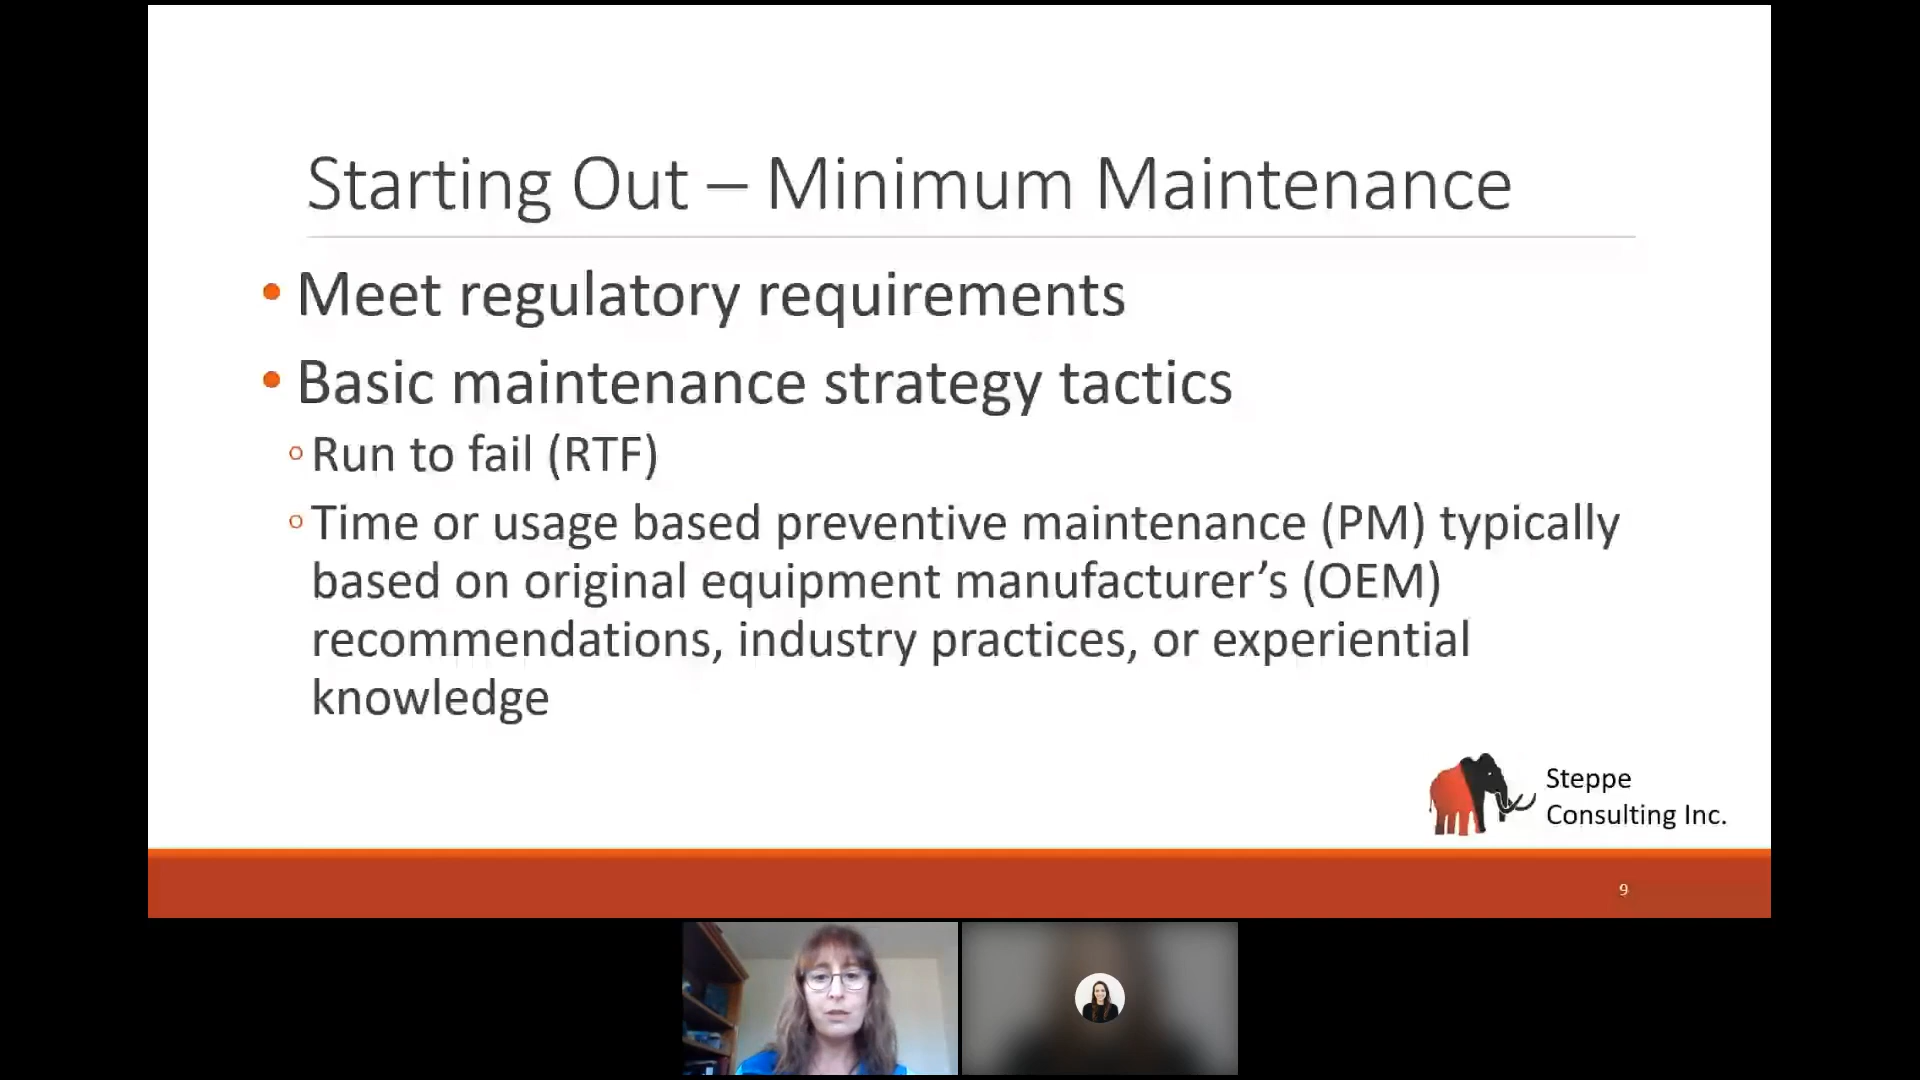 Starting Out – Minimum Maintenance
• Meet regulatory requirements
• Basic maintenance strategy tactics
◦ Run to fail (RTF)
◦ Time or usage based preventive maintenance (PM) typically
based on original equipment manufacturer’s (OEM)
recommendations, industry practices, or experiential
knowledge
Steppe
Consulting Inc.
9